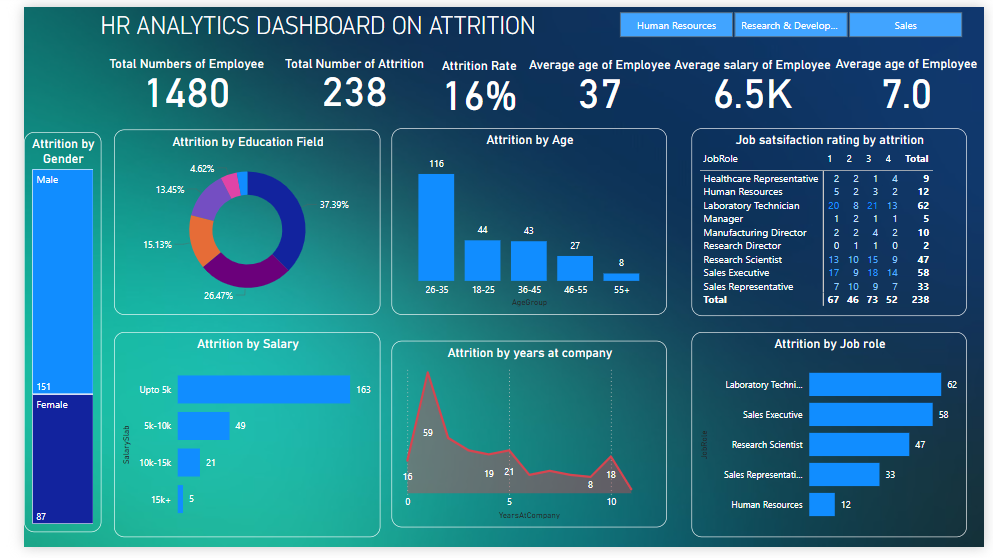 HR ANALYTICS DASHBOARD ON ATTRITION
Human Resources
Research & Develop...
Sales
Total Numbers of Employee
1480
Total Number of Attrition
238
Attrition Rate
16%
Average age of Employee
37
Average salary of Employee
6.5K
Average age of Employee
7.0
Attrition by
Gender
Male
151
Female
87
Attrition by Education Field
4.62%
13.45%
15.13%
26.47%
37.39%
Attrition by Age
116
44
43
27
8
26-35
18-25
36-45
46-55
55+
AgeGroup
Job satsifaction rating by attrition
JobRole 1 2 3 4 Total
Healthcare Representative 2 2 1 4 9
Human Resources 5 2 3 2 12
Laboratory Technician 20 8 21 13 62
Manager 1 2 1 1 5
Manufacturing Director 2 2 4 2 10
Research Director 0 1 1 0 2
Research Scientist 13 10 15 9 47
Sales Executive 17 9 18 14 58
Sales Representative 7 10 9 7 33
Total 67 46 73 52 238
Attrition by Salary
SalarySlab
Upto 5k 163
5k-10k 49
10k-15k 21
15k+ 5
Attrition by years at company
16
59
19
21
8
18
0
5
10
YearsAtCompany
Attrition by Job role
JobRole
Laboratory Techni... 62
Sales Executive 58
Research Scientist 47
Sales Representati... 33
Human Resources 12